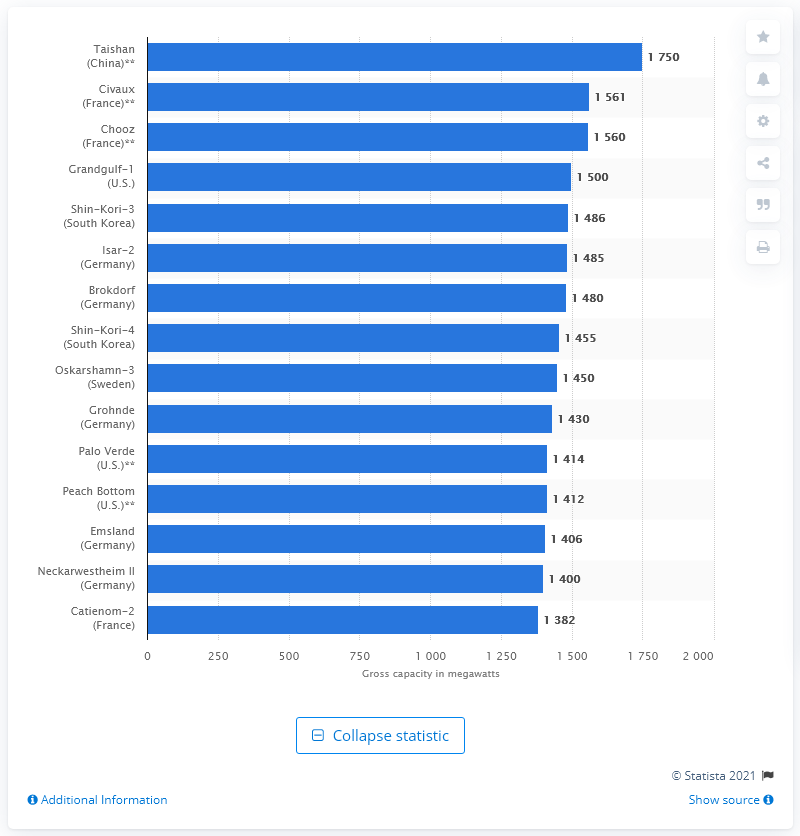 Taishan
(China)**
1 750
Civaux
(France)**
1 561
Chooz
(France)**
1 560
Grandgulf-1
(U.S.)
1 500
Shin-Kori-3
(South Korea)
1 486
Isar-2
(Germany)
1 485
Brokdorf
(Germany)
1 480
Shin-Kori-4
(South Korea)
1 455
Oskarshamn-3
(Sweden)
1 450
Grohnde
(Germany)
1 430
Palo Verde
(U.S.)**
1 414
Peach Bottom
(U.S.)**
1 412
Emsland
(Germany)
1 406
Neckarwestheim II
(Germany)
1 400
Catienom-2
(France)
1 382
0 250 500 750 1 000 1 250 1 500 1 750 2 000
Gross capacity in megawatts
Collapse statistic
© Statista 2021
Additional Information
Show source